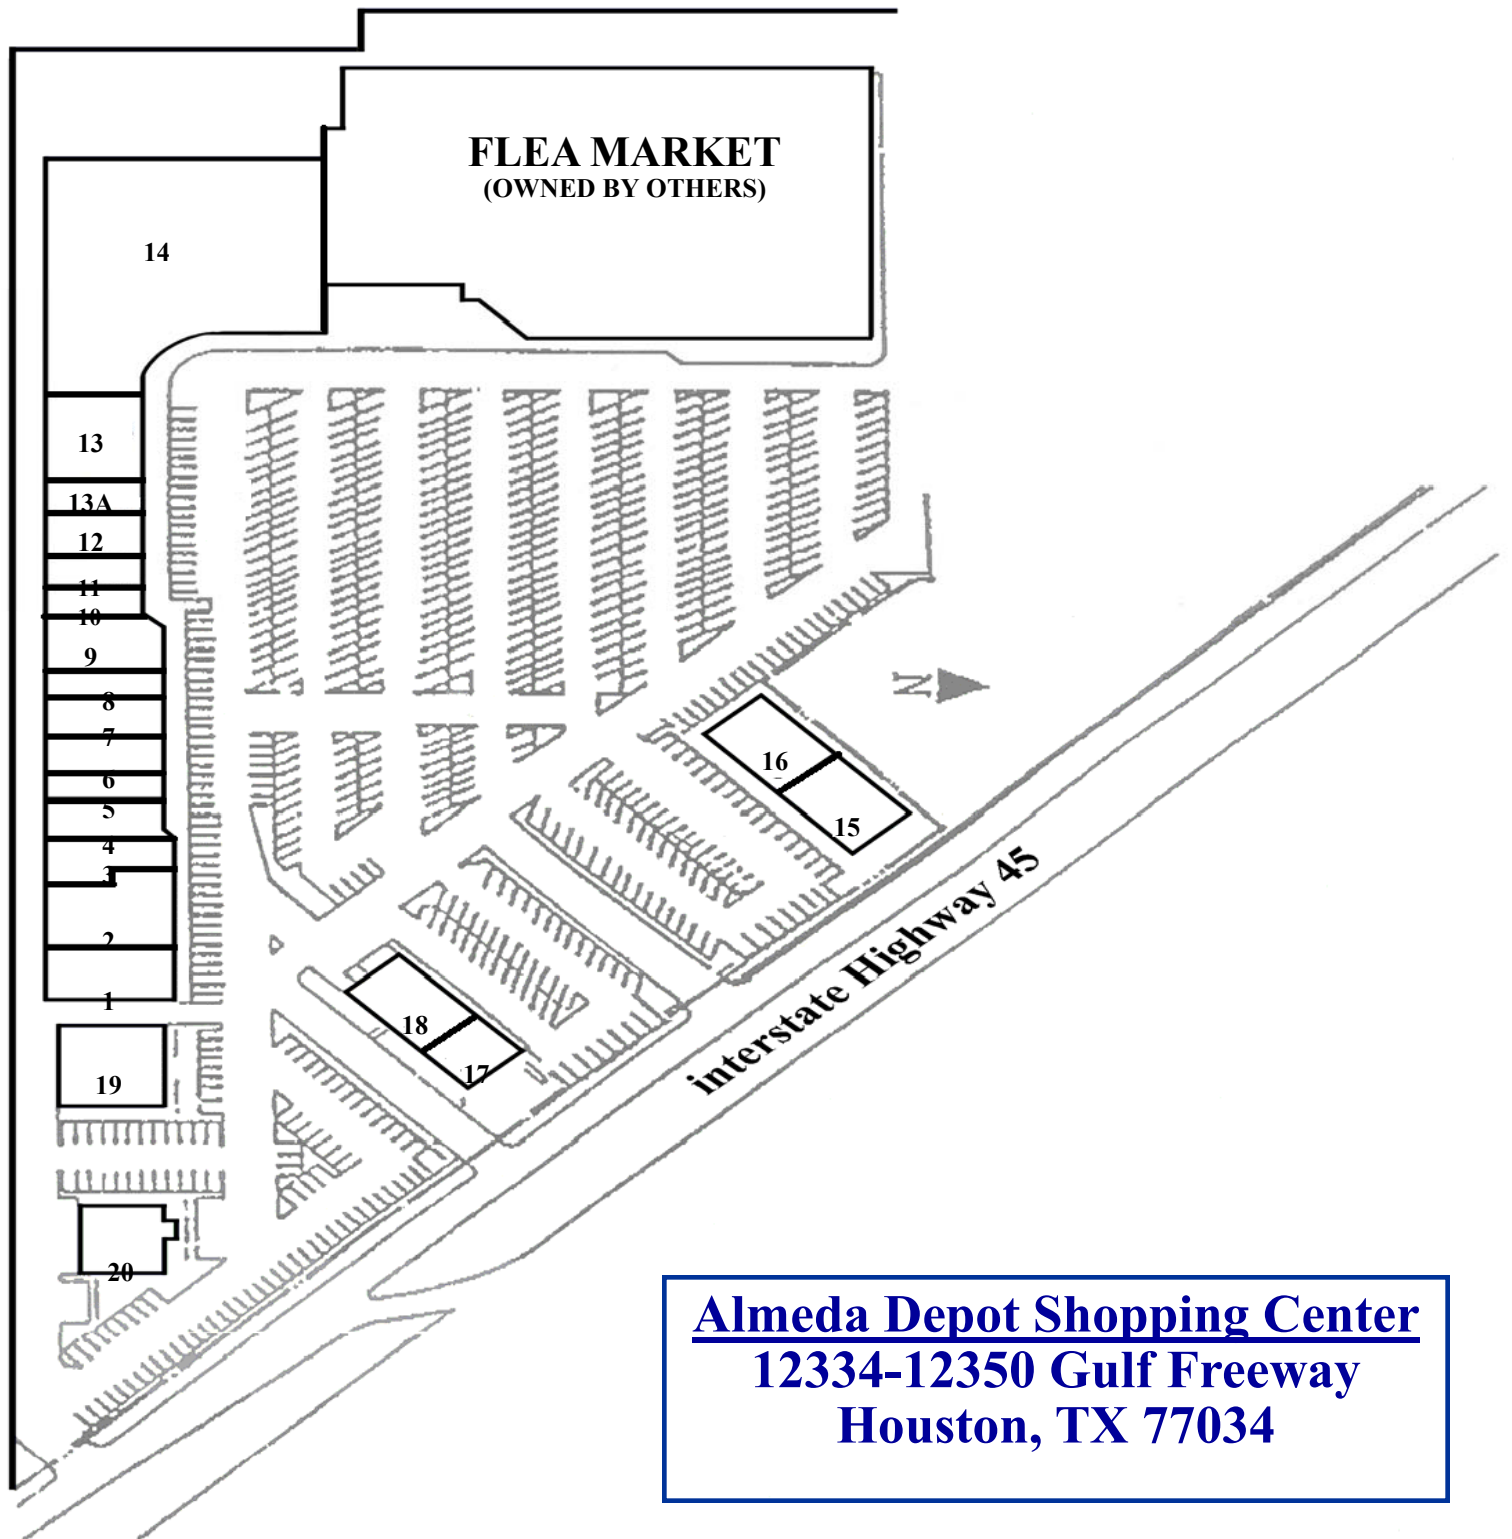 FLEA MARKET
(OWNED BY OTHERS)
14
13
13A
12
11
10
9
8
7
6
5
4
3
2
1
19
20
N
16
15
18
17
interstate Highway 45
Almeda Depot Shopping Center
12334-12350 Gulf Freeway
Houston, TX 77034